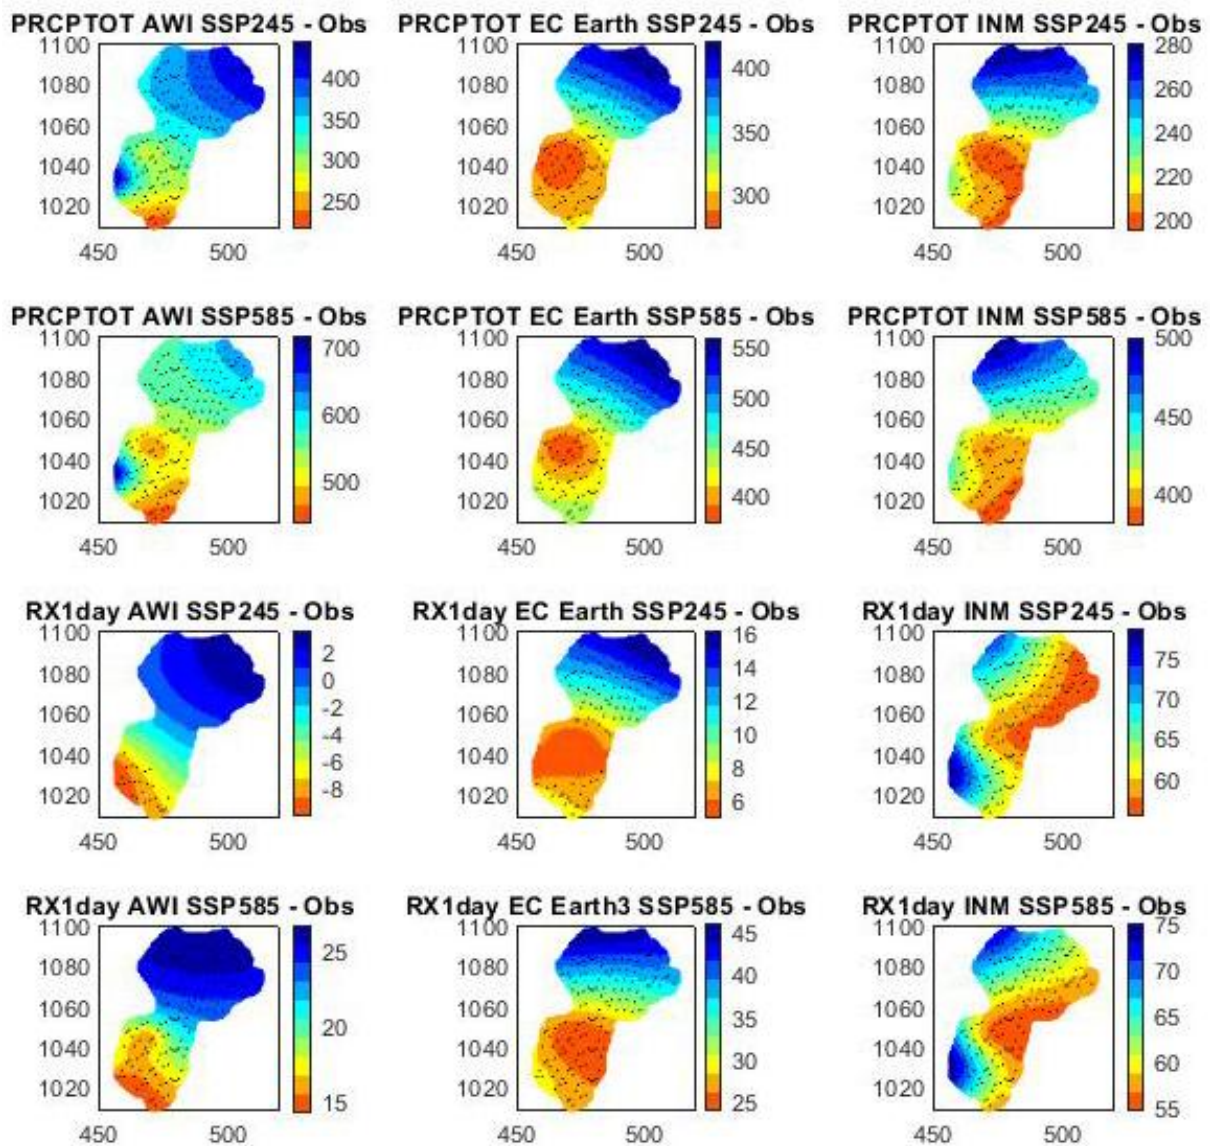 PRCPTOT AWI SSP245 - Obs PRCPTOT EC Earth SSP245 - Obs PRCPTOT INM SSP245 - Obs
1100 1100 1100 280
1080 400 1080 400 1080 260
1060 350 1060 350 1060 240
1040 300 1040 1040 220
1020 250 1020 300 1020 200
450 500 450 500 450 500
PRCPTOT AWI SSP585 - Obs PRCPTOT EC Earth SSP585 - Obs PRCPTOT INM SSP585 - Obs
1100 700 1100 550 1100 500
1080 1080 500 1080
1060 600 1060 450 1060 450
1040 1040 1040
1020 500 1020 400 1020 400
450 500 450 500 450 500
RX1day AWI SSP245 - Obs RX1day EC Earth SSP245 - Obs RX1day INM SSP245 - Obs
1100 2 1100 16 1100 75
1080 0 1080 14 1080 70
1060 -2 1060 12 1060 65
1040 -4 1040 10 1040 60
1020 -6 1020 8 1020
-8 6
450 500 450 500 450 500
RX1day AWI SSP585 - Obs RX1day EC Earth3 SSP585 - Obs RX1day INM SSP585 - Obs
1100 25 1100 45 1100 75
1080 1080 40 1080 70
1060 20 1060 35 1060 65
1040 1040 30 1040 60
1020 15 1020 25 1020 55
450 500 450 500 450 500